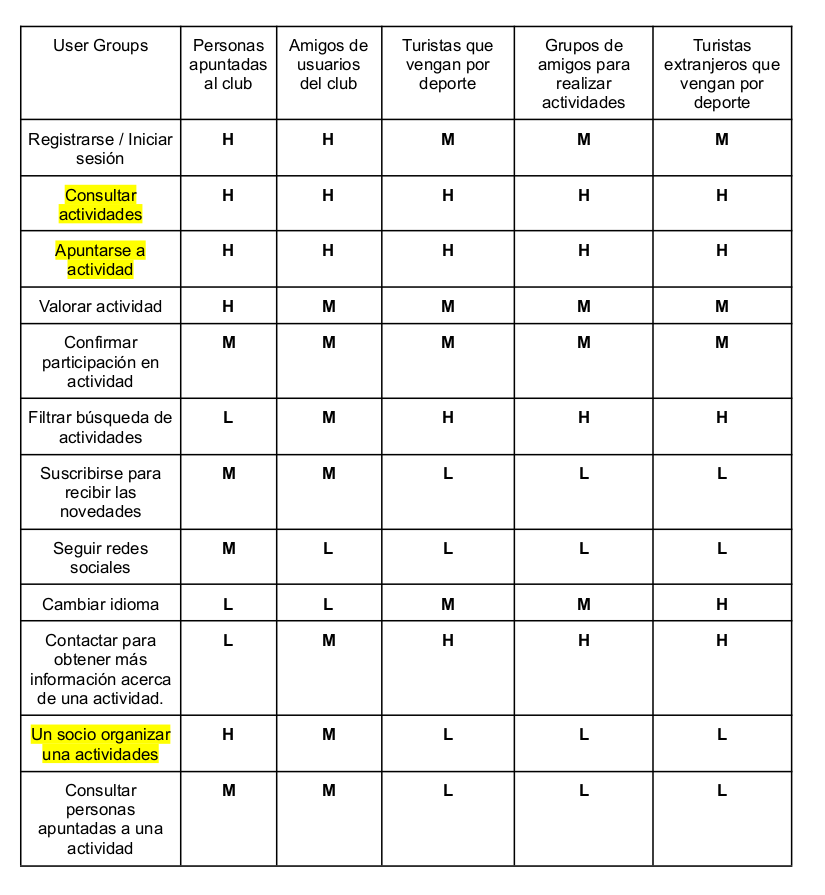 User Groups
Personas
apuntadas
al club
Amigos de
usuarios
del club
Turistas que
vengan por
deporte
Grupos de
amigos para
realizar
actividades
Turistas
extranjeros que
vengan por
deporte
Registrarse / Iniciar
sesión
H H M M M
Consultar
actividades
H H H H H
Apuntarse a
actividad
H H H H H
Valorar actividad H M M M M
Confirmar
participación en
actividad
M M M M M
Filtrar búsqueda de
actividades
L M H H H
Suscribirse para
recibir las
novedades
M M L L L
Seguir redes
sociales
M L L L L
Cambiar idioma L L M M H
Contactar para
obtener más
información acerca
de una actividad.
L M H H H
Un socio organizar
una actividades
H M L L L
Consultar
personas
apuntadas a una
actividad
M M L L L